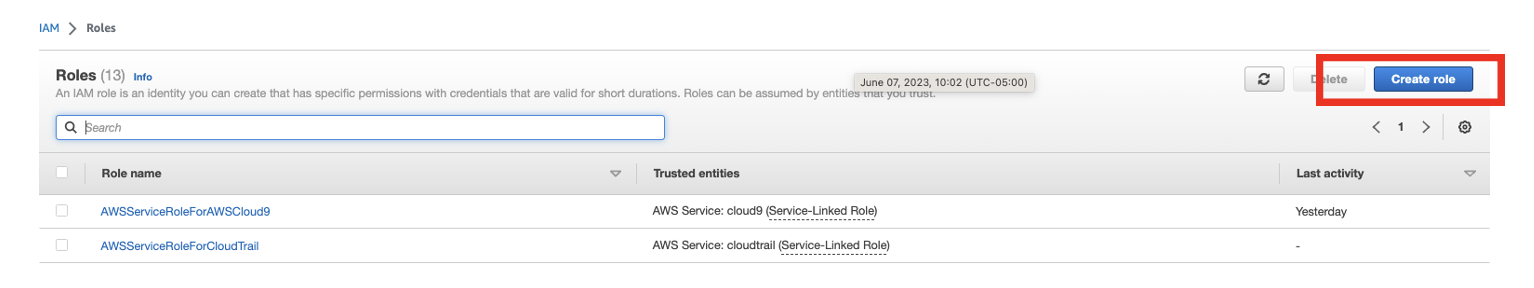 IAM > Roles
Roles (13) Info
June 07, 2023, 10:02 (UTC-05:00)
Delete
Create role
An IAM role is an identity you can create that has specific permissions with credentials that are valid for short durations. Roles can be assumed by entities that you trust.
Search
1
Role name Trusted entities Last activity
AWSServiceRoleForAWSCloud9 AWS Service: cloud9 (Service-Linked Role) Yesterday
AWSServiceRoleForCloudTrail AWS Service: cloudtrail (Service-Linked Role) -